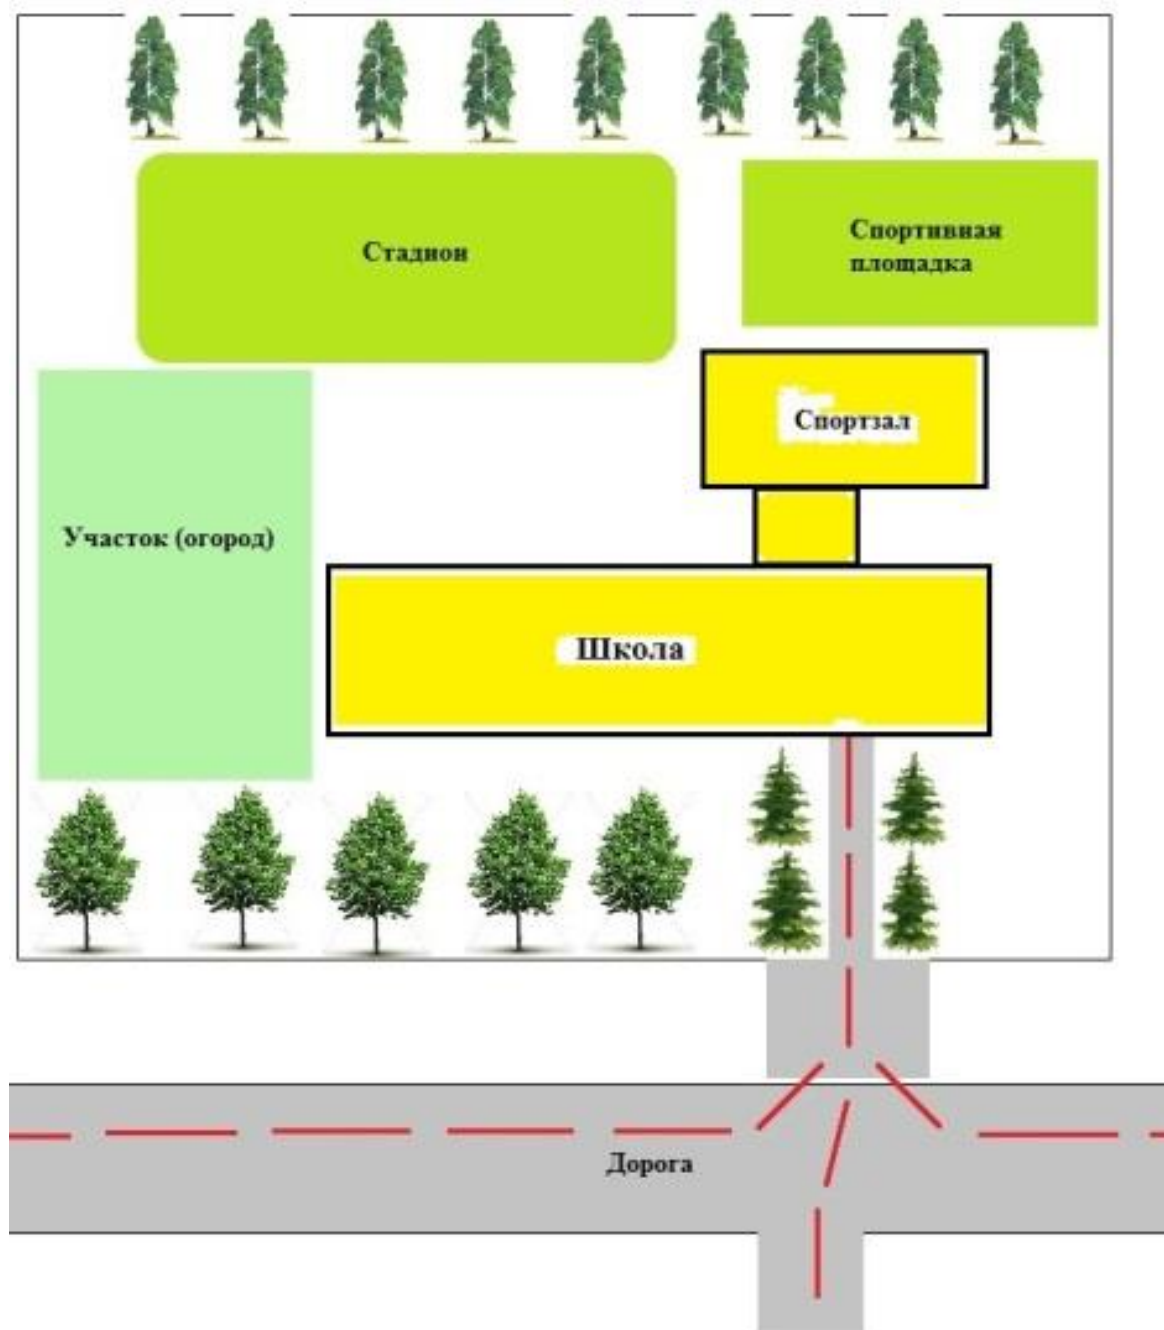 Стадион
Спортивная
площадка
Спортзал
Участок (огород)
Школа
Дорога